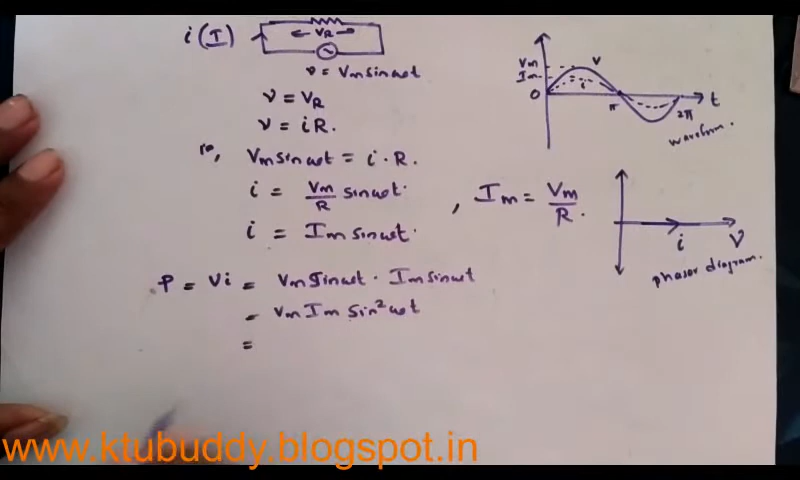 i (I)
← VR →
v = Vm sin ωt
v = VR
v = iR.
Vm sin ωt = i · R.
i = Vm/R sin ωt
i = Im sin ωt
, Im = Vm/R.
P = Vi = Vm sin ωt · Im sin ωt
= Vm Im sin² ωt
=
Vm
Im
O
v
i
π
2π
t
waveform.
i
V
phasor diagram.
www.ktubuddy.blogspot.in